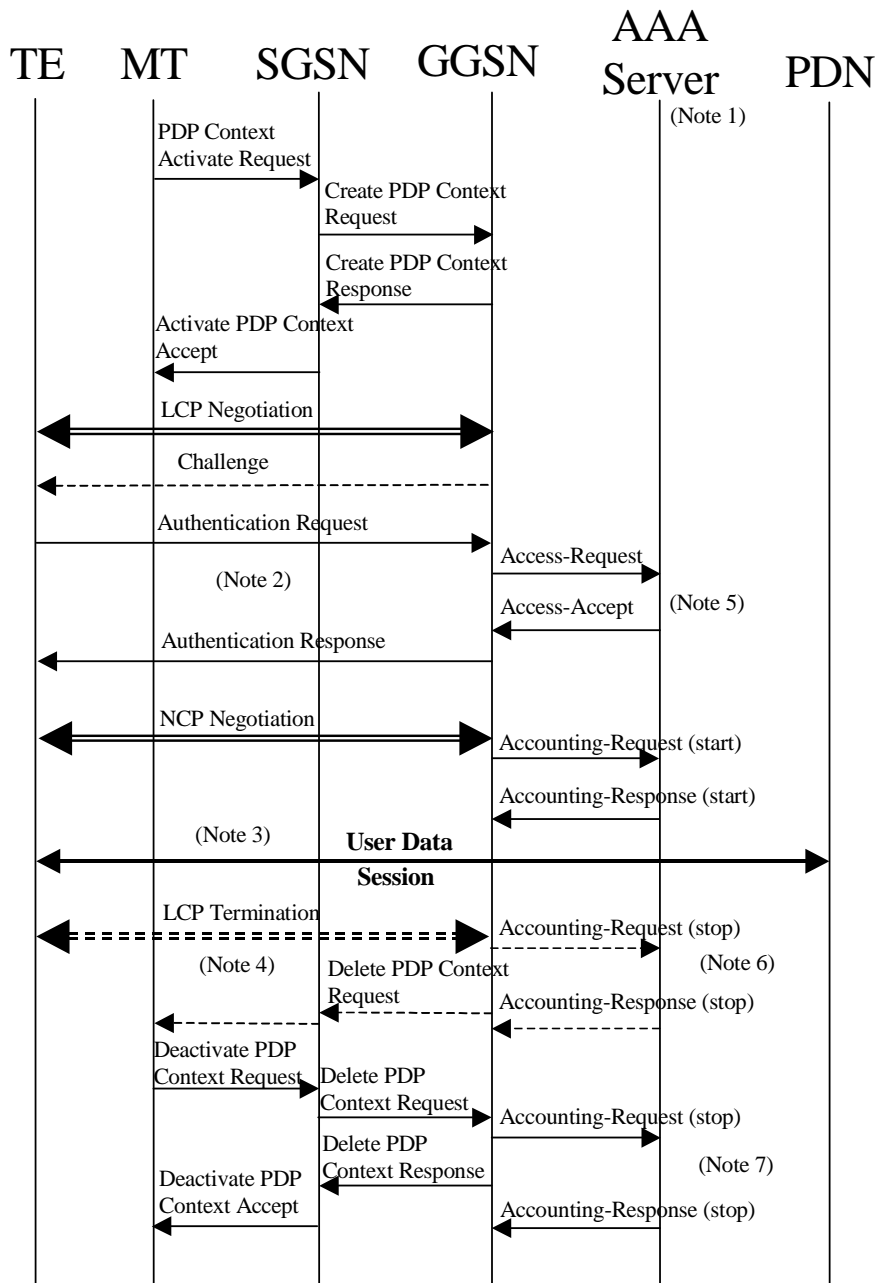 TE MT SGSN GGSN AAA Server PDN
(Note 1)
PDP Context
Activate Request
Create PDP Context
Request
Create PDP Context
Response
Activate PDP Context
Accept
LCP Negotiation
Challenge
Authentication Request
Access-Request
(Note 2)
Access-Accept
(Note 5)
Authentication Response
NCP Negotiation
Accounting-Request (start)
Accounting-Response (start)
(Note 3)
User Data
Session
LCP Termination
Accounting-Request (stop)
(Note 4)
(Note 6)
Delete PDP Context
Request
Accounting-Response (stop)
Deactivate PDP
Context Request
Delete PDP
Context Request
Accounting-Request (stop)
Delete PDP
Context Response
(Note 7)
Deactivate PDP
Context Accept
Accounting-Response (stop)